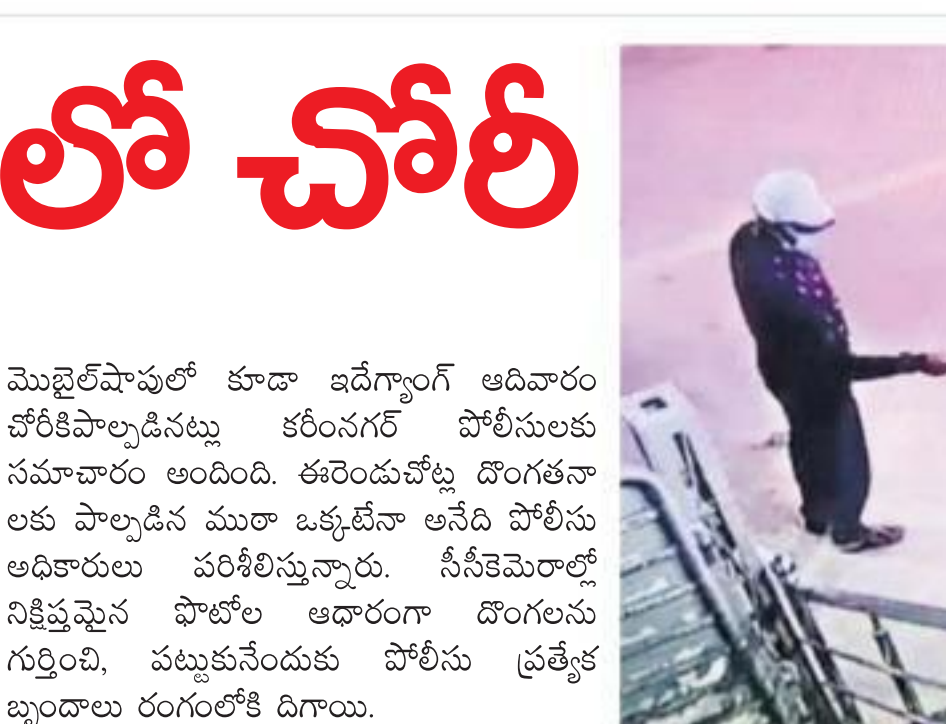 లో చోరీ
మొబైల్‌షాపులో కూడా ఇదేగ్యాంగ్ ఆదివారం
చోరీకిపాల్పడినట్లు కరీంనగర్ పోలీసులకు
సమాచారం అందింది. ఈరెండుచోట్ల దొంగతనా
లకు పాల్పడిన ముఠా ఒక్కటేనా అనేది పోలీసు
అధికారులు పరిశీలిస్తున్నారు. సీసీకెమెరాల్లో
నిక్షిప్తమైన ఫొటోల ఆధారంగా దొంగలను
గుర్తించి, పట్టుకునేందుకు పోలీసు ప్రత్యేక
బృందాలు రంగంలోకి దిగాయి.